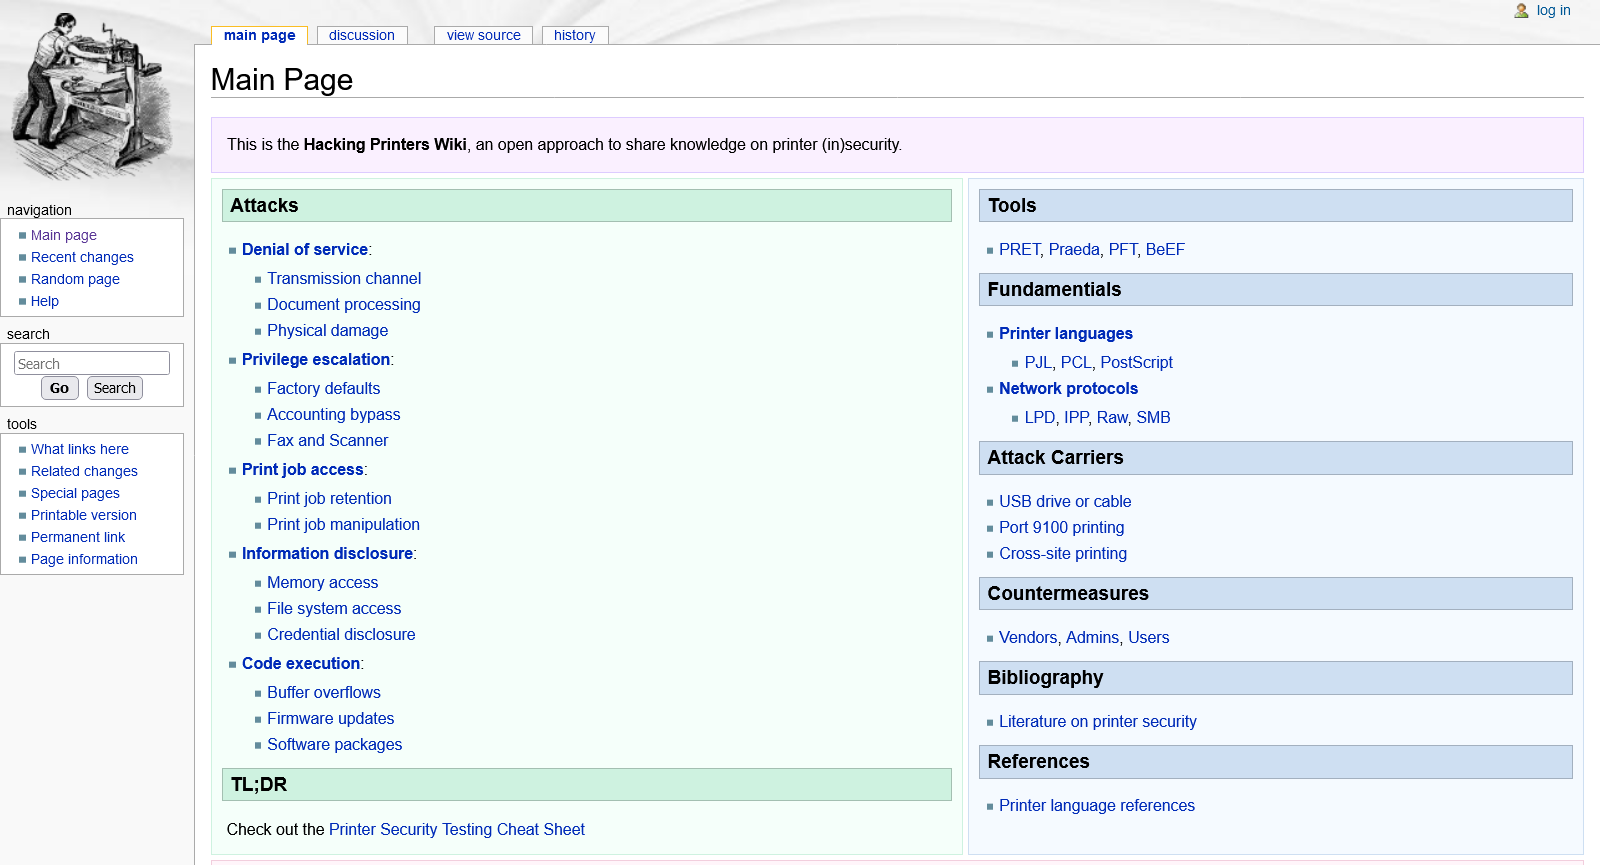 log in
main page
discussion
view source
history
Main Page
This is the Hacking Printers Wiki, an open approach to share knowledge on printer (in)security.
navigation
Main page
Recent changes
Random page
Help
search
Search
Go Search
tools
What links here
Related changes
Special pages
Printable version
Permanent link
Page information
Attacks
Denial of service:
Transmission channel
Document processing
Physical damage
Privilege escalation:
Factory defaults
Accounting bypass
Fax and Scanner
Print job access:
Print job retention
Print job manipulation
Information disclosure:
Memory access
File system access
Credential disclosure
Code execution:
Buffer overflows
Firmware updates
Software packages
TL;DR
Check out the Printer Security Testing Cheat Sheet
Tools
PRET, Praeda, PFT, BeEF
Fundamentials
Printer languages
PJL, PCL, PostScript
Network protocols
LPD, IPP, Raw, SMB
Attack Carriers
USB drive or cable
Port 9100 printing
Cross-site printing
Countermeasures
Vendors, Admins, Users
Bibliography
Literature on printer security
References
Printer language references